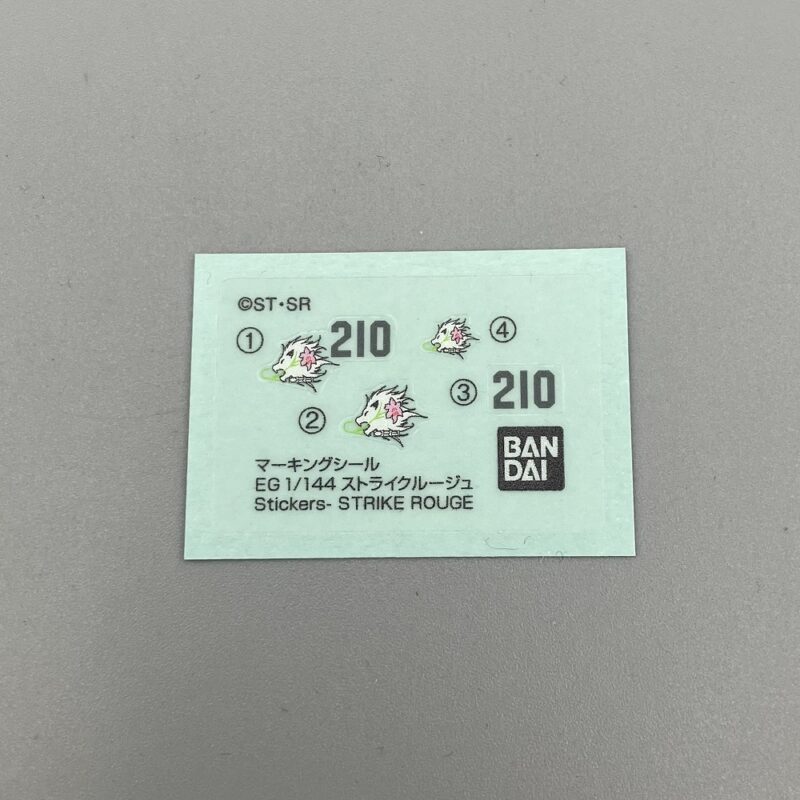 ©ST・SR
① 210 ④
② ③ 210
マーキングシール
EG 1/144 ストライクルージュ
Stickers- STRIKE ROUGE
BAN
DAI